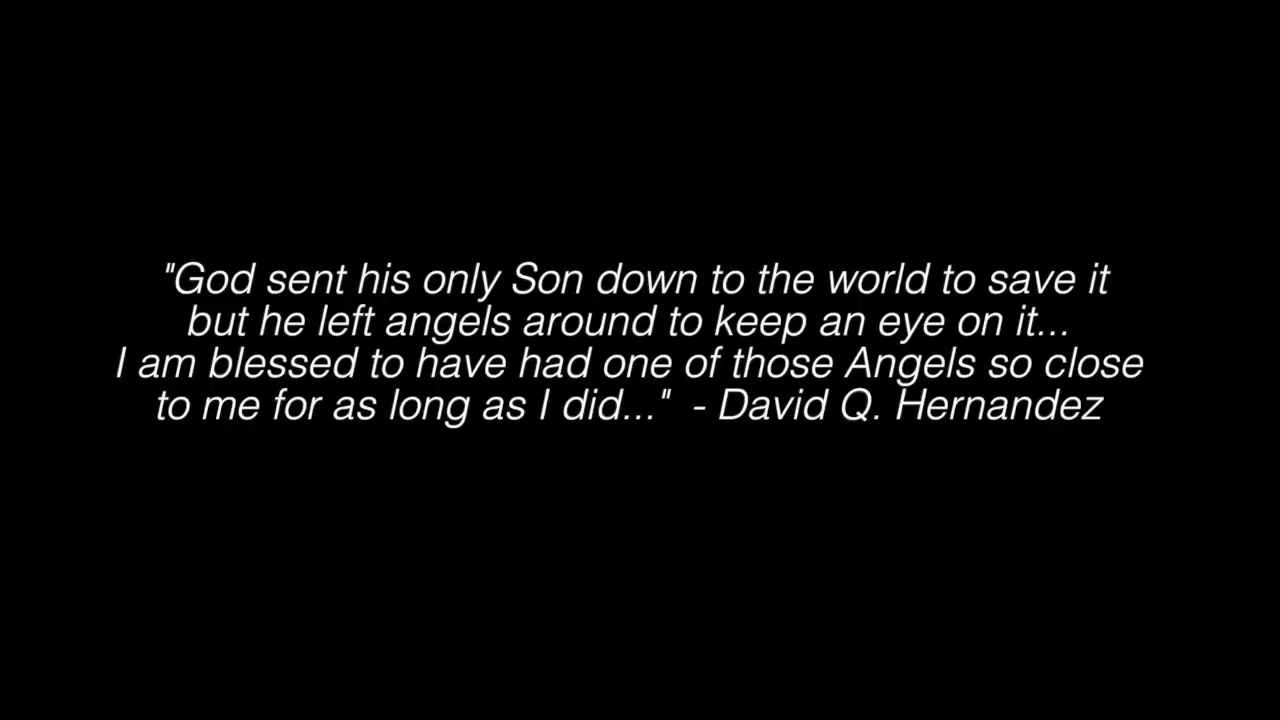 "God sent his only Son down to the world to save it
but he left angels around to keep an eye on it...
I am blessed to have had one of those Angels so close
to me for as long as I did..."  - David Q. Hernandez